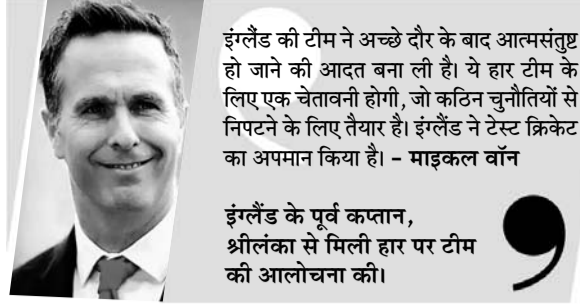 इंग्लैंड की टीम ने अच्छे दौर के बाद आत्मसंतुष्ट
हो जाने की आदत बना ली है। ये हार टीम के
लिए एक चेतावनी होगी, जो कठिन चुनौतियों से
निपटने के लिए तैयार है। इंग्लैंड ने टेस्ट क्रिकेट
का अपमान किया है। – माइकल वॉन
इंग्लैंड के पूर्व कप्तान,
श्रीलंका से मिली हार पर टीम
की आलोचना की।